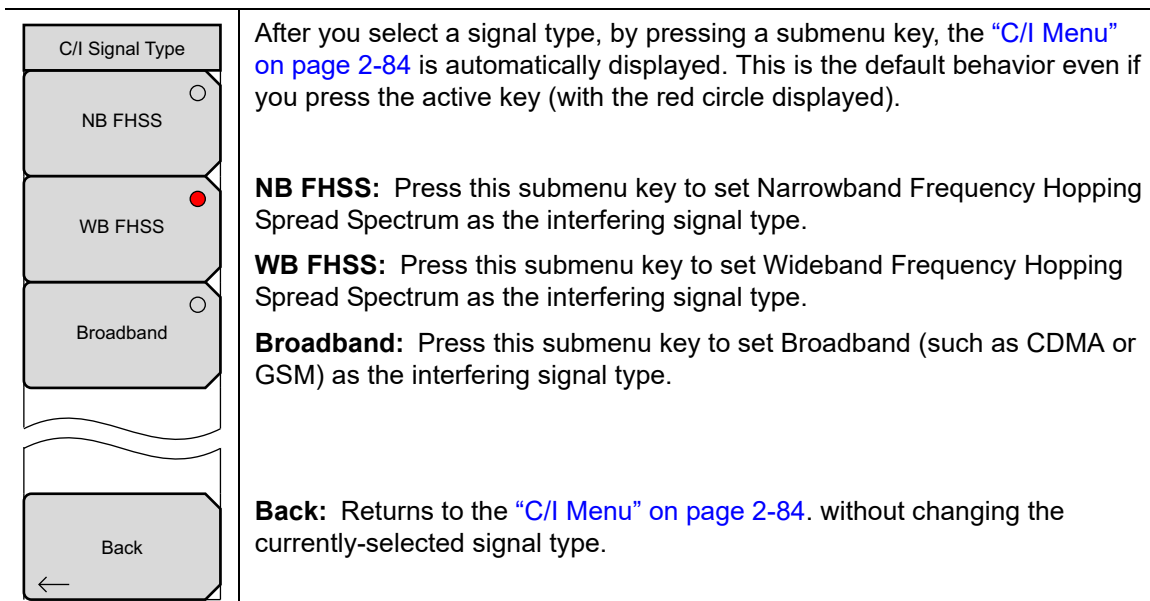 C/I Signal Type
NB FHSS
WB FHSS
Broadband
Back
After you select a signal type, by pressing a submenu key, the “C/I Menu”
on page 2-84 is automatically displayed. This is the default behavior even if
you press the active key (with the red circle displayed).
NB FHSS: Press this submenu key to set Narrowband Frequency Hopping
Spread Spectrum as the interfering signal type.
WB FHSS: Press this submenu key to set Wideband Frequency Hopping
Spread Spectrum as the interfering signal type.
Broadband: Press this submenu key to set Broadband (such as CDMA or
GSM) as the interfering signal type.
Back: Returns to the “C/I Menu” on page 2-84. without changing the
currently-selected signal type.